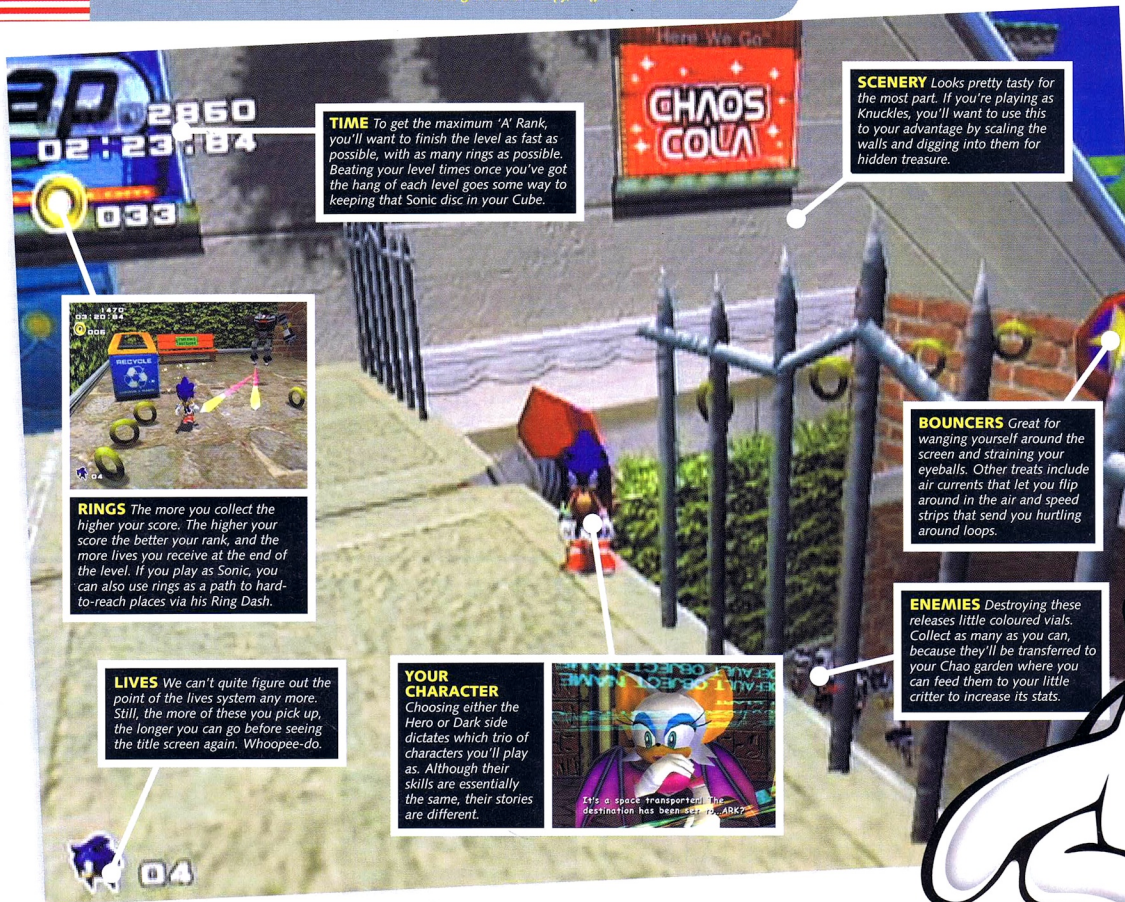 ap
2850
02:23:84
033
Here We Go
CHAOS
COLA
TIME To get the maximum ‘A’ Rank,
you'll want to finish the level as fast as
possible, with as many rings as possible.
Beating your level times once you've got
the hang of each level goes some way to
keeping that Sonic disc in your Cube.
SCENERY Looks pretty tasty for
the most part. If you're playing as
Knuckles, you'll want to use this
to your advantage by scaling the
walls and digging into them for
hidden treasure.
1470
03:20:84
006
RECYCLE
04
RINGS The more you collect the
higher your score. The higher your
score the better your rank, and the
more lives you receive at the end of
the level. If you play as Sonic, you
can also use rings as a path to hard-
to-reach places via his Ring Dash.
BOUNCERS Great for
wanging yourself around the
screen and straining your
eyeballs. Other treats include
air currents that let you flip
around in the air and speed
strips that send you hurtling
around loops.
ENEMIES Destroying these
releases little coloured vials.
Collect as many as you can,
because they'll be transferred to
your Chao garden where you
can feed them to your little
critter to increase its stats.
LIVES We can't quite figure out the
point of the lives system any more.
Still, the more of these you pick up,
the longer you can go before seeing
the title screen again. Whoopee-do.
YOUR
CHARACTER
Choosing either the
Hero or Dark side
dictates which trio of
characters you'll play
as. Although their
skills are essentially
the same, their stories
are different.
DEFAULT OBJECT NAME
It's a space transporter! The
destination has been set to...ARK?
04